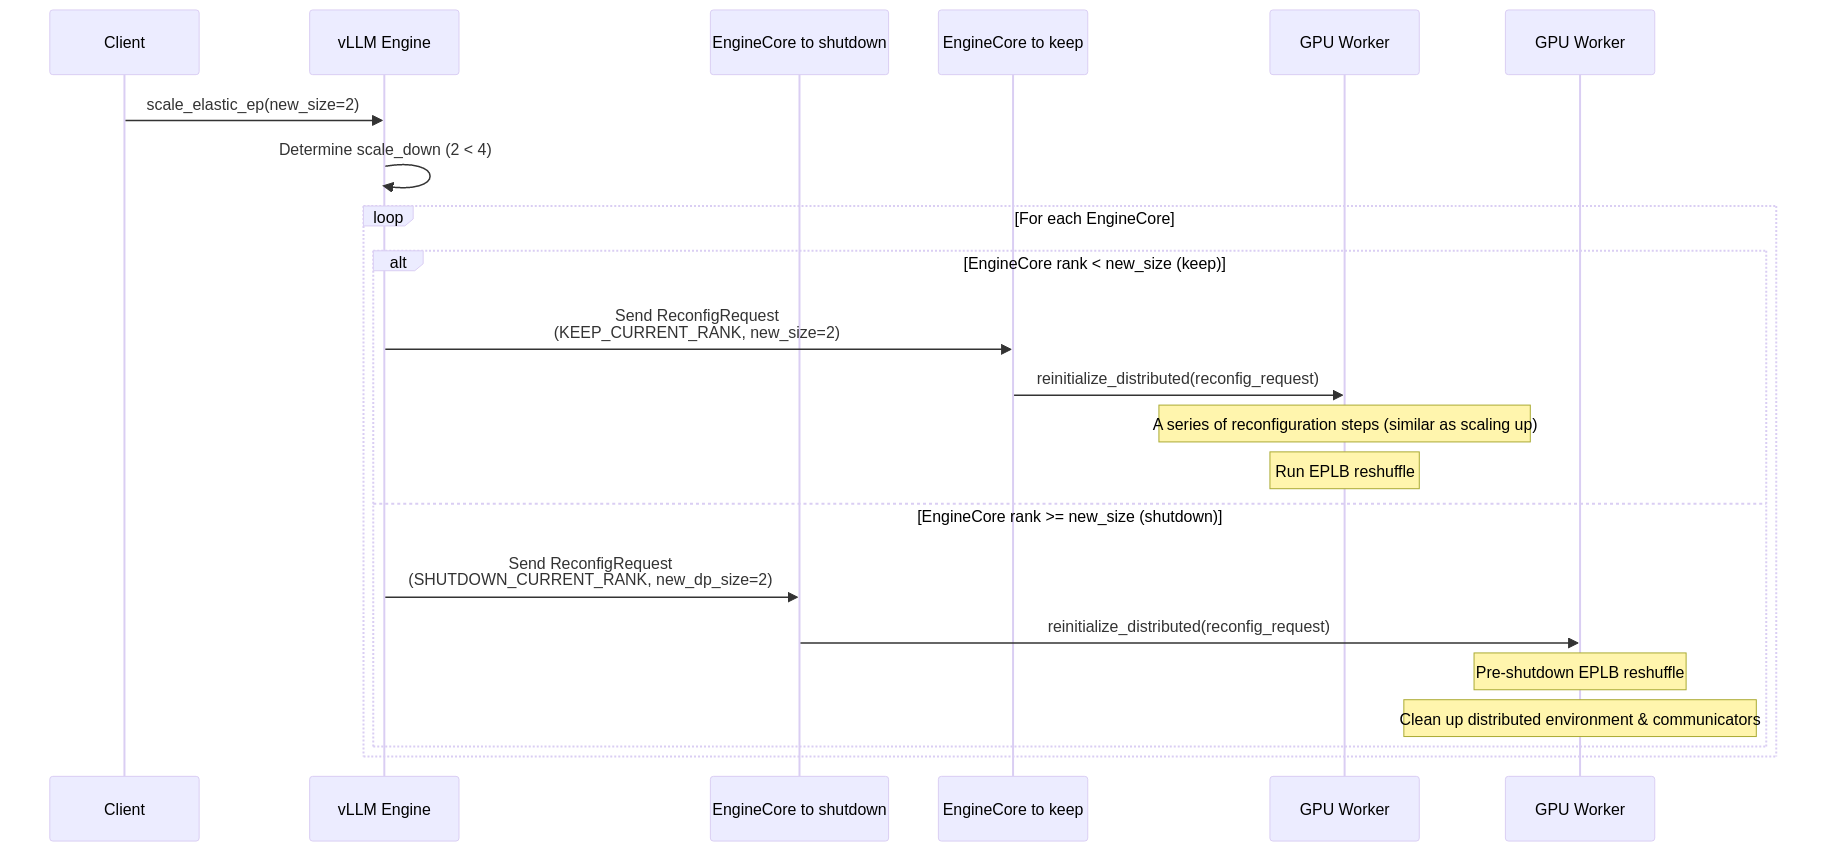 Client
vLLM Engine
EngineCore to shutdown
EngineCore to keep
GPU Worker
GPU Worker
scale_elastic_ep(new_size=2)
Determine scale_down (2 < 4)
loop
[For each EngineCore]
alt
[EngineCore rank < new_size (keep)]
Send ReconfigRequest
(KEEP_CURRENT_RANK, new_size=2)
reinitialize_distributed(reconfig_request)
A series of reconfiguration steps (similar as scaling up)
Run EPLB reshuffle
[EngineCore rank >= new_size (shutdown)]
Send ReconfigRequest
(SHUTDOWN_CURRENT_RANK, new_dp_size=2)
reinitialize_distributed(reconfig_request)
Pre-shutdown EPLB reshuffle
Clean up distributed environment & communicators
Client
vLLM Engine
EngineCore to shutdown
EngineCore to keep
GPU Worker
GPU Worker